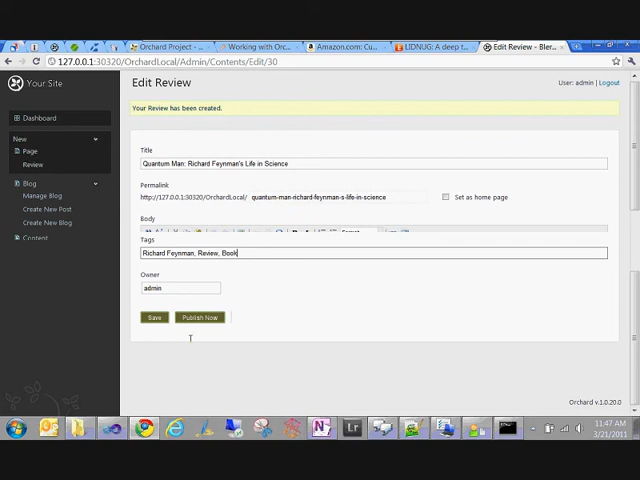 Orchard Project - ...
Working with Orc...
Amazon.com: Cu...
LIDNUG: A deep t...
Edit Review - Ble...
127.0.0.1:30320/OrchardLocal/Admin/Contents/Edit/30
Your Site
Edit Review
User: admin | Logout
Your Review has been created.
Dashboard
New
Page
Review
Blog
Manage Blog
Create New Post
Create New Blog
Content
Title
Quantum Man: Richard Feynman's Life in Science
Permalink
http://127.0.0.1:30320/OrchardLocal/ quantum-man-richard-feynman-s-life-in-science
Set as home page
Body
Tags
Richard Feynman, Review, Book
Owner
admin
Save
Publish Now
Orchard v.1.0.20.0
Lr
11:47 AM
3/21/2011